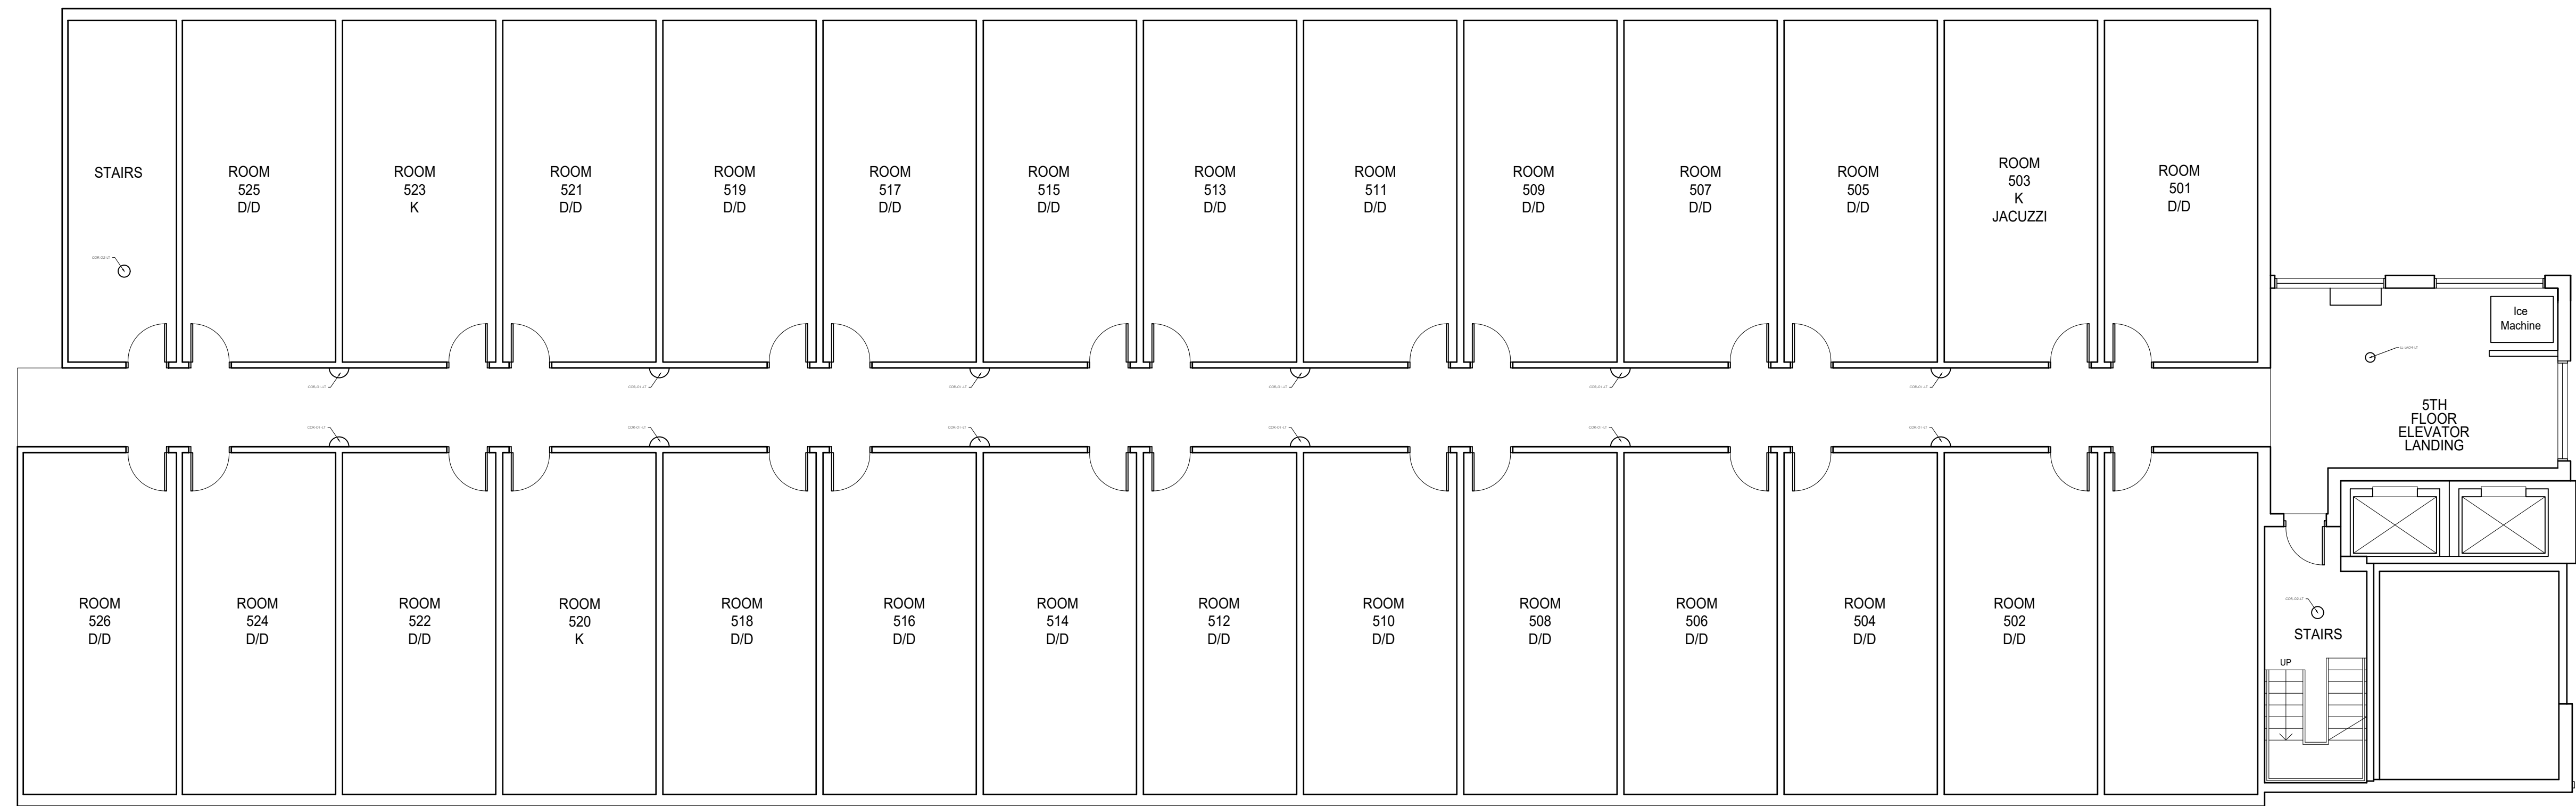 STAIRS
ROOM
525
D/D
ROOM
523
K
ROOM
521
D/D
ROOM
519
D/D
ROOM
517
D/D
ROOM
515
D/D
ROOM
513
D/D
ROOM
511
D/D
ROOM
509
D/D
ROOM
507
D/D
ROOM
505
D/D
ROOM
503
K
JACUZZI
ROOM
501
D/D
Ice
Machine
5TH
FLOOR
ELEVATOR
LANDING
ROOM
526
D/D
ROOM
524
D/D
ROOM
522
D/D
ROOM
520
K
ROOM
518
D/D
ROOM
516
D/D
ROOM
514
D/D
ROOM
512
D/D
ROOM
510
D/D
ROOM
508
D/D
ROOM
506
D/D
ROOM
504
D/D
ROOM
502
D/D
STAIRS
UP